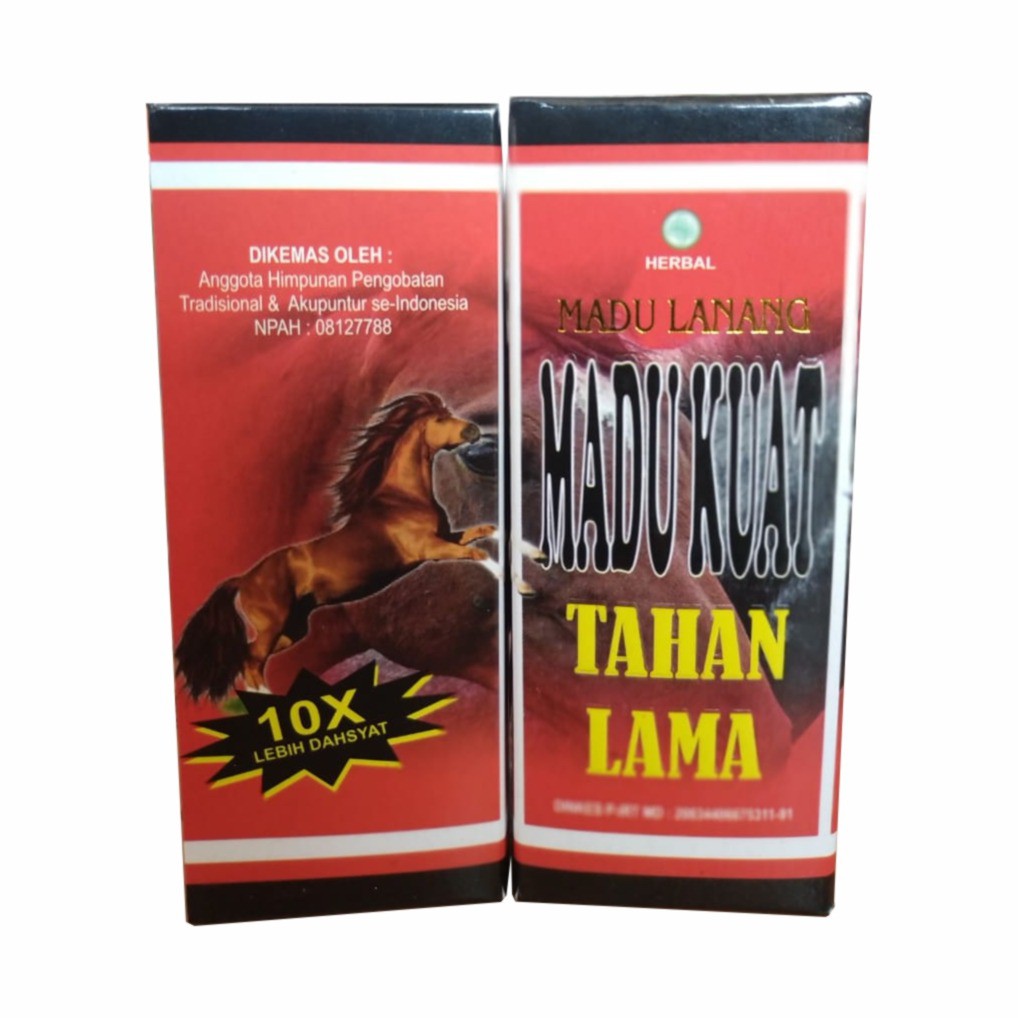 DIKEMAS OLEH :
Anggota Himpunan Pengobatan
Tradisional & Akupuntur se-Indonesia
NPAH : 08127788
10X
LEBIH DAHSYAT
HERBAL
MADU LANANG
MADU KUAT
TAHAN
LAMA